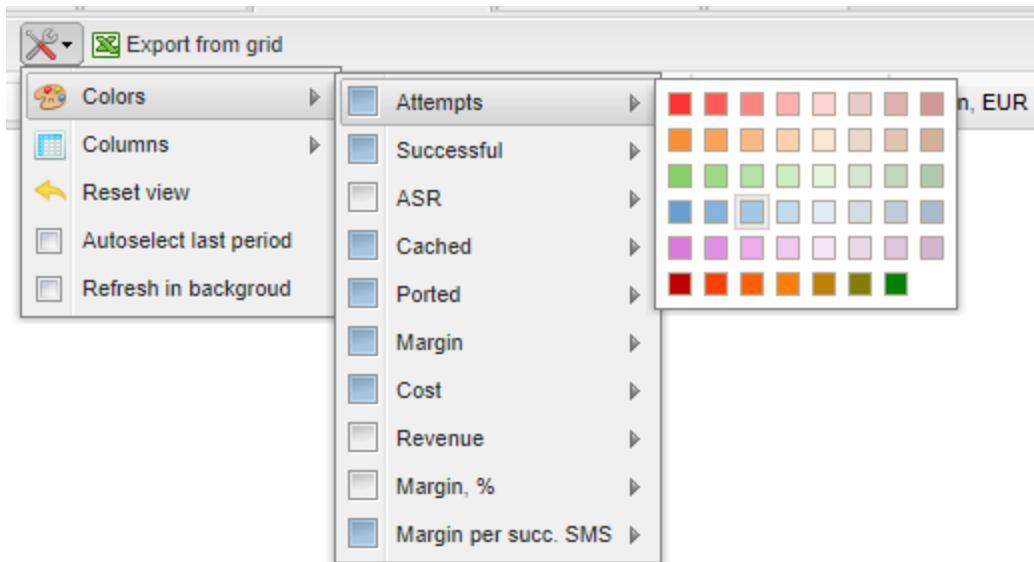 Export from grid
Colors
Columns
Reset view
Autoselect last period
Refresh in backgroud
Attempts
Successful
ASR
Cached
Ported
Margin
Cost
Revenue
Margin, %
Margin per succ. SMS
n, EUR